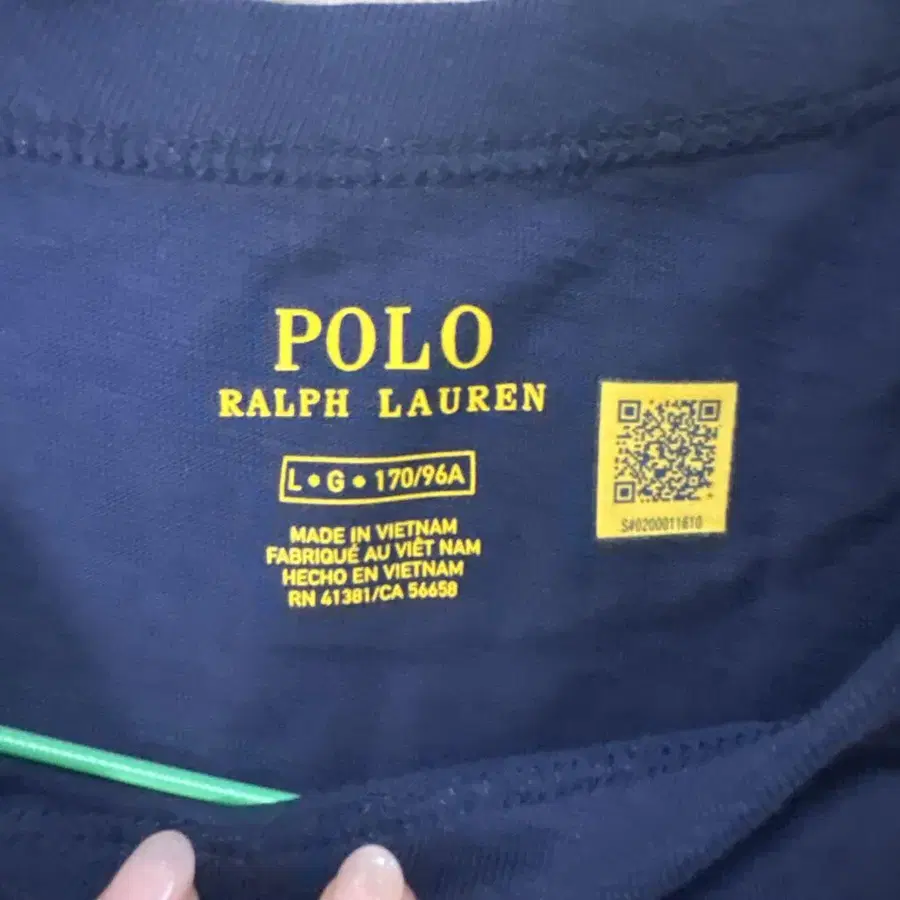 POLO
RALPH LAUREN
L • G • 170/96A
MADE IN VIETNAM
FABRIQUÉ AU VIÊT NAM
HECHO EN VIETNAM
RN 41381/CA 56658
S#0200011610